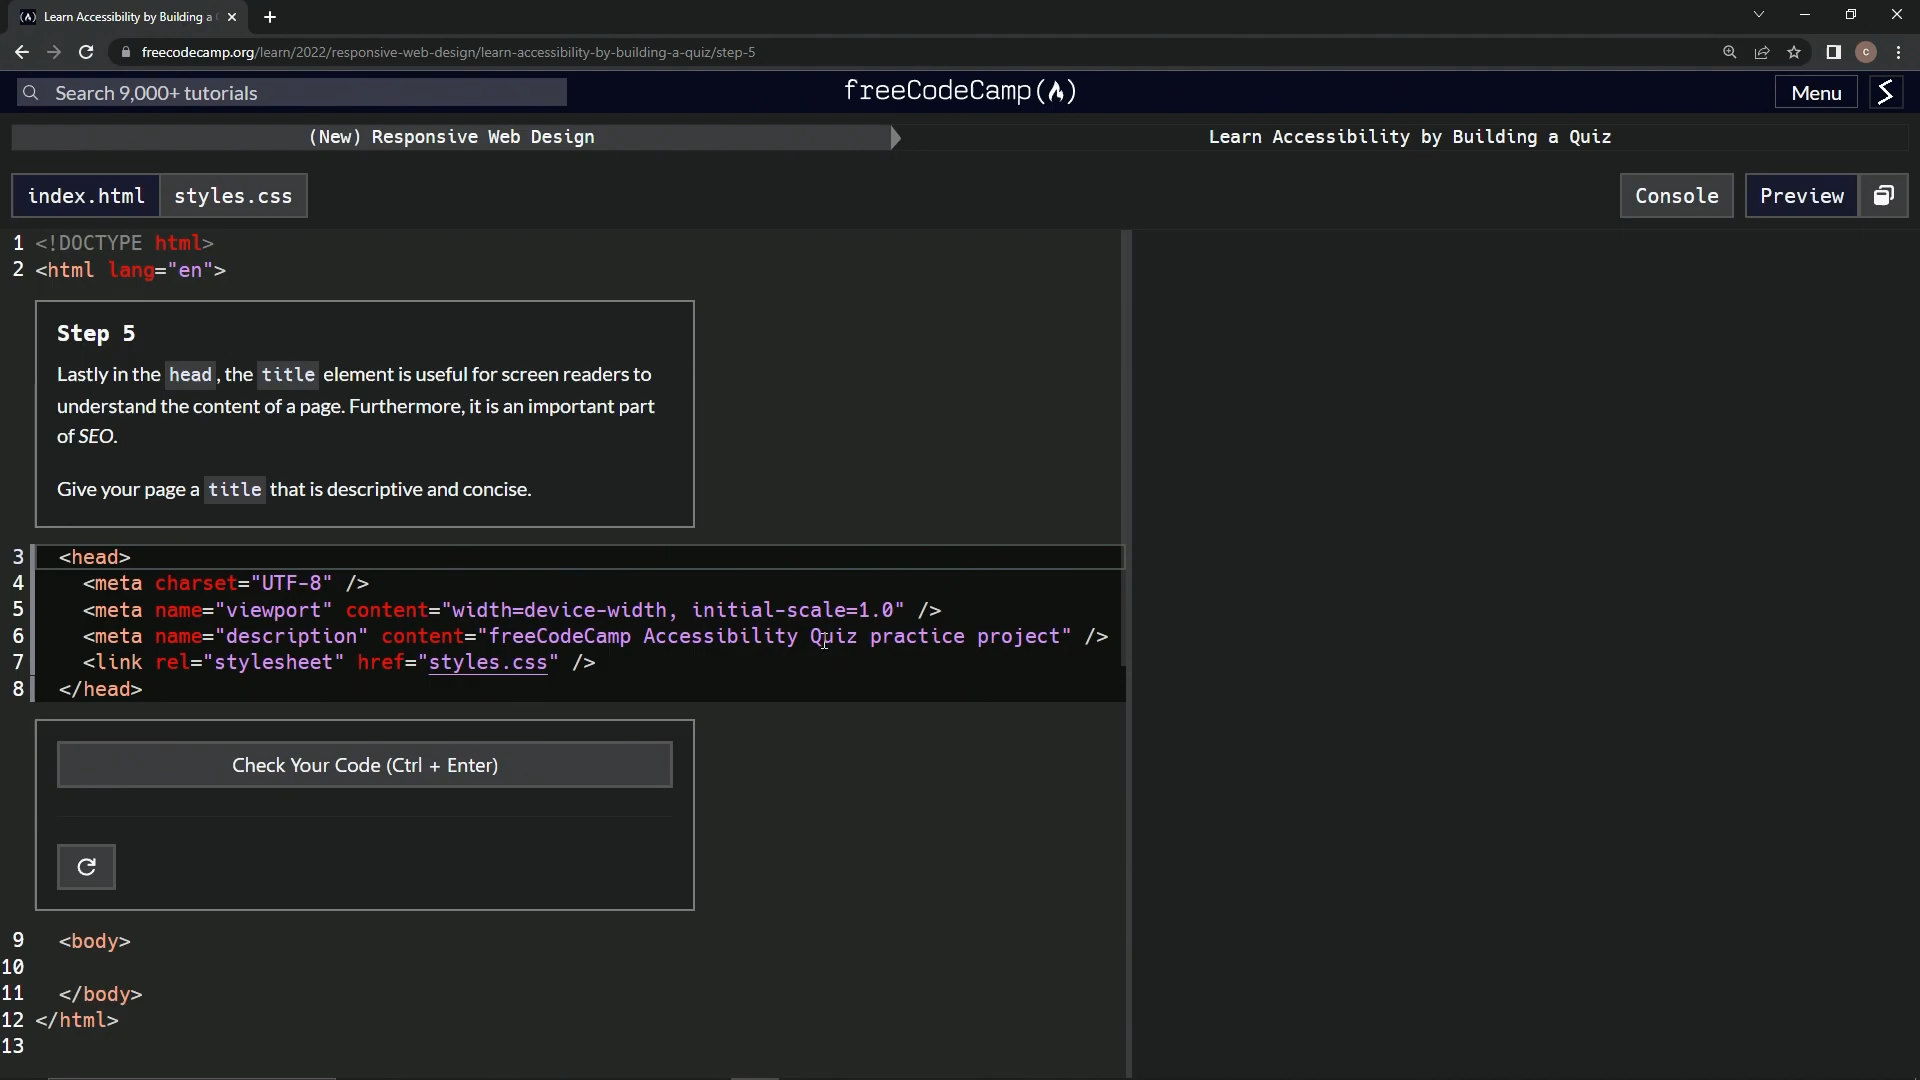 Learn Accessibility by Building a
freecodecamp.org/learn/2022/responsive-web-design/learn-accessibility-by-building-a-quiz/step-5
C
Search 9,000+ tutorials
freeCodeCamp
Menu
(New) Responsive Web Design
Learn Accessibility by Building a Quiz
index.html styles.css
Console Preview
1 <!DOCTYPE html>
2 <html lang="en">
Step 5
Lastly in the head, the title element is useful for screen readers to
understand the content of a page. Furthermore, it is an important part
of SEO.
Give your page a title that is descriptive and concise.
3 <head>
4 <meta charset="UTF-8" />
5 <meta name="viewport" content="width=device-width, initial-scale=1.0" />
6 <meta name="description" content="freeCodeCamp Accessibility Quiz practice project" />
7 <link rel="stylesheet" href="styles.css" />
8 </head>
Check Your Code (Ctrl + Enter)
9 <body>
10
11 </body>
12 </html>
13